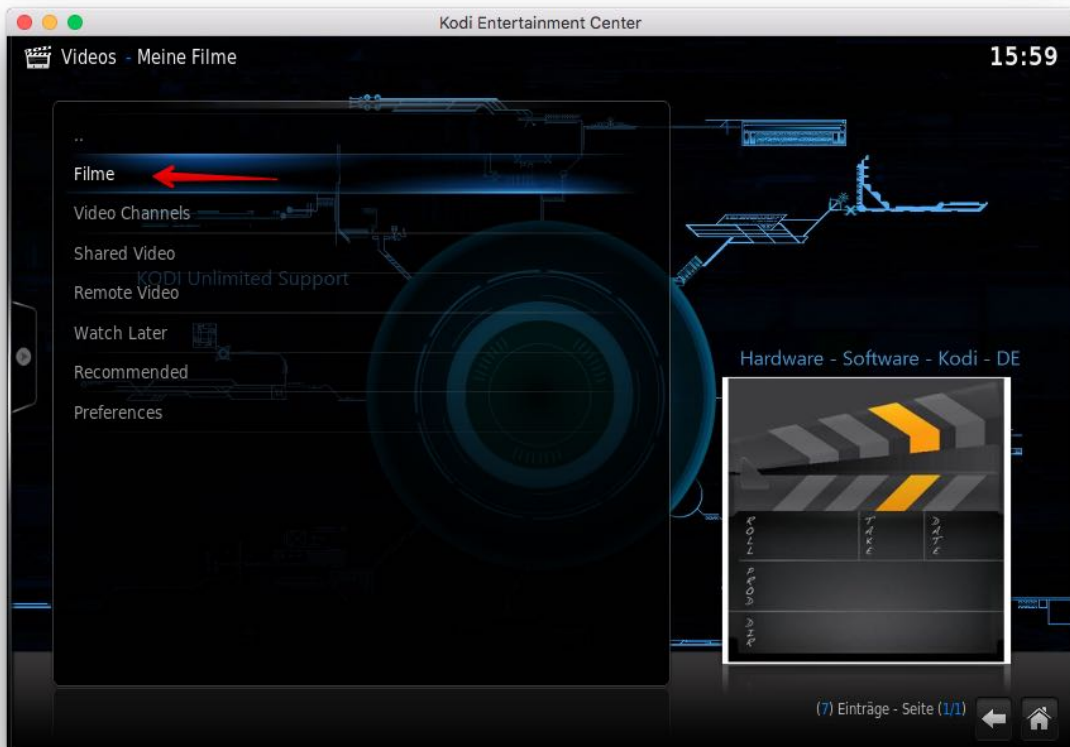 Kodi Entertainment Center
Videos - Meine Filme
15:59
..
Filme
Video Channels
Shared Video
KODI Unlimited Support
Remote Video
Watch Later
Recommended
Preferences
Hardware - Software - Kodi - DE
ROLL
TAKE
DATE
PROD
DIR
(7) Einträge - Seite (1/1)